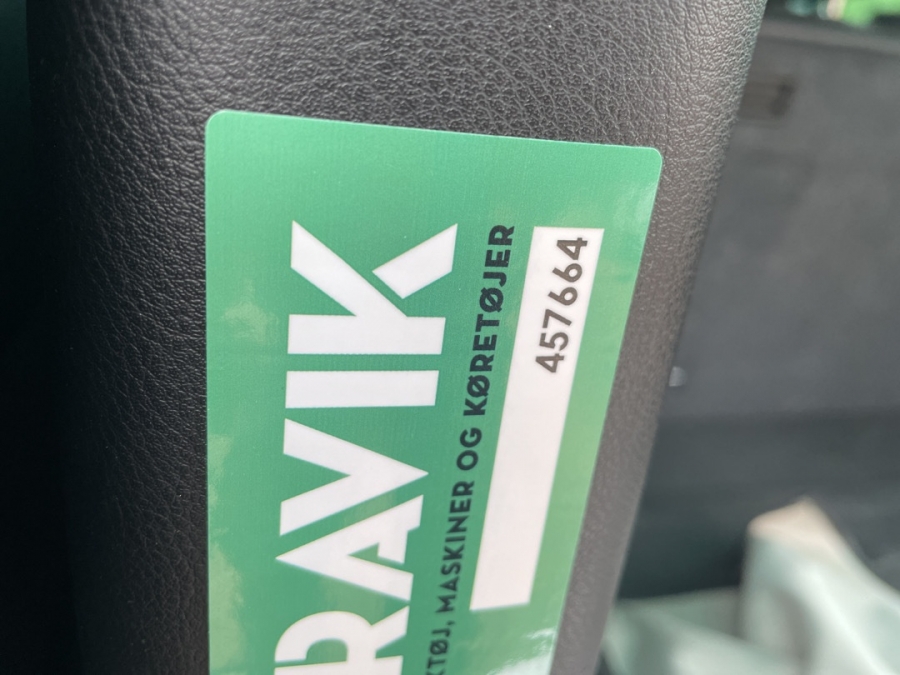 RAVIK
KTØJ, MASKINER OG KØRETØJER
457664